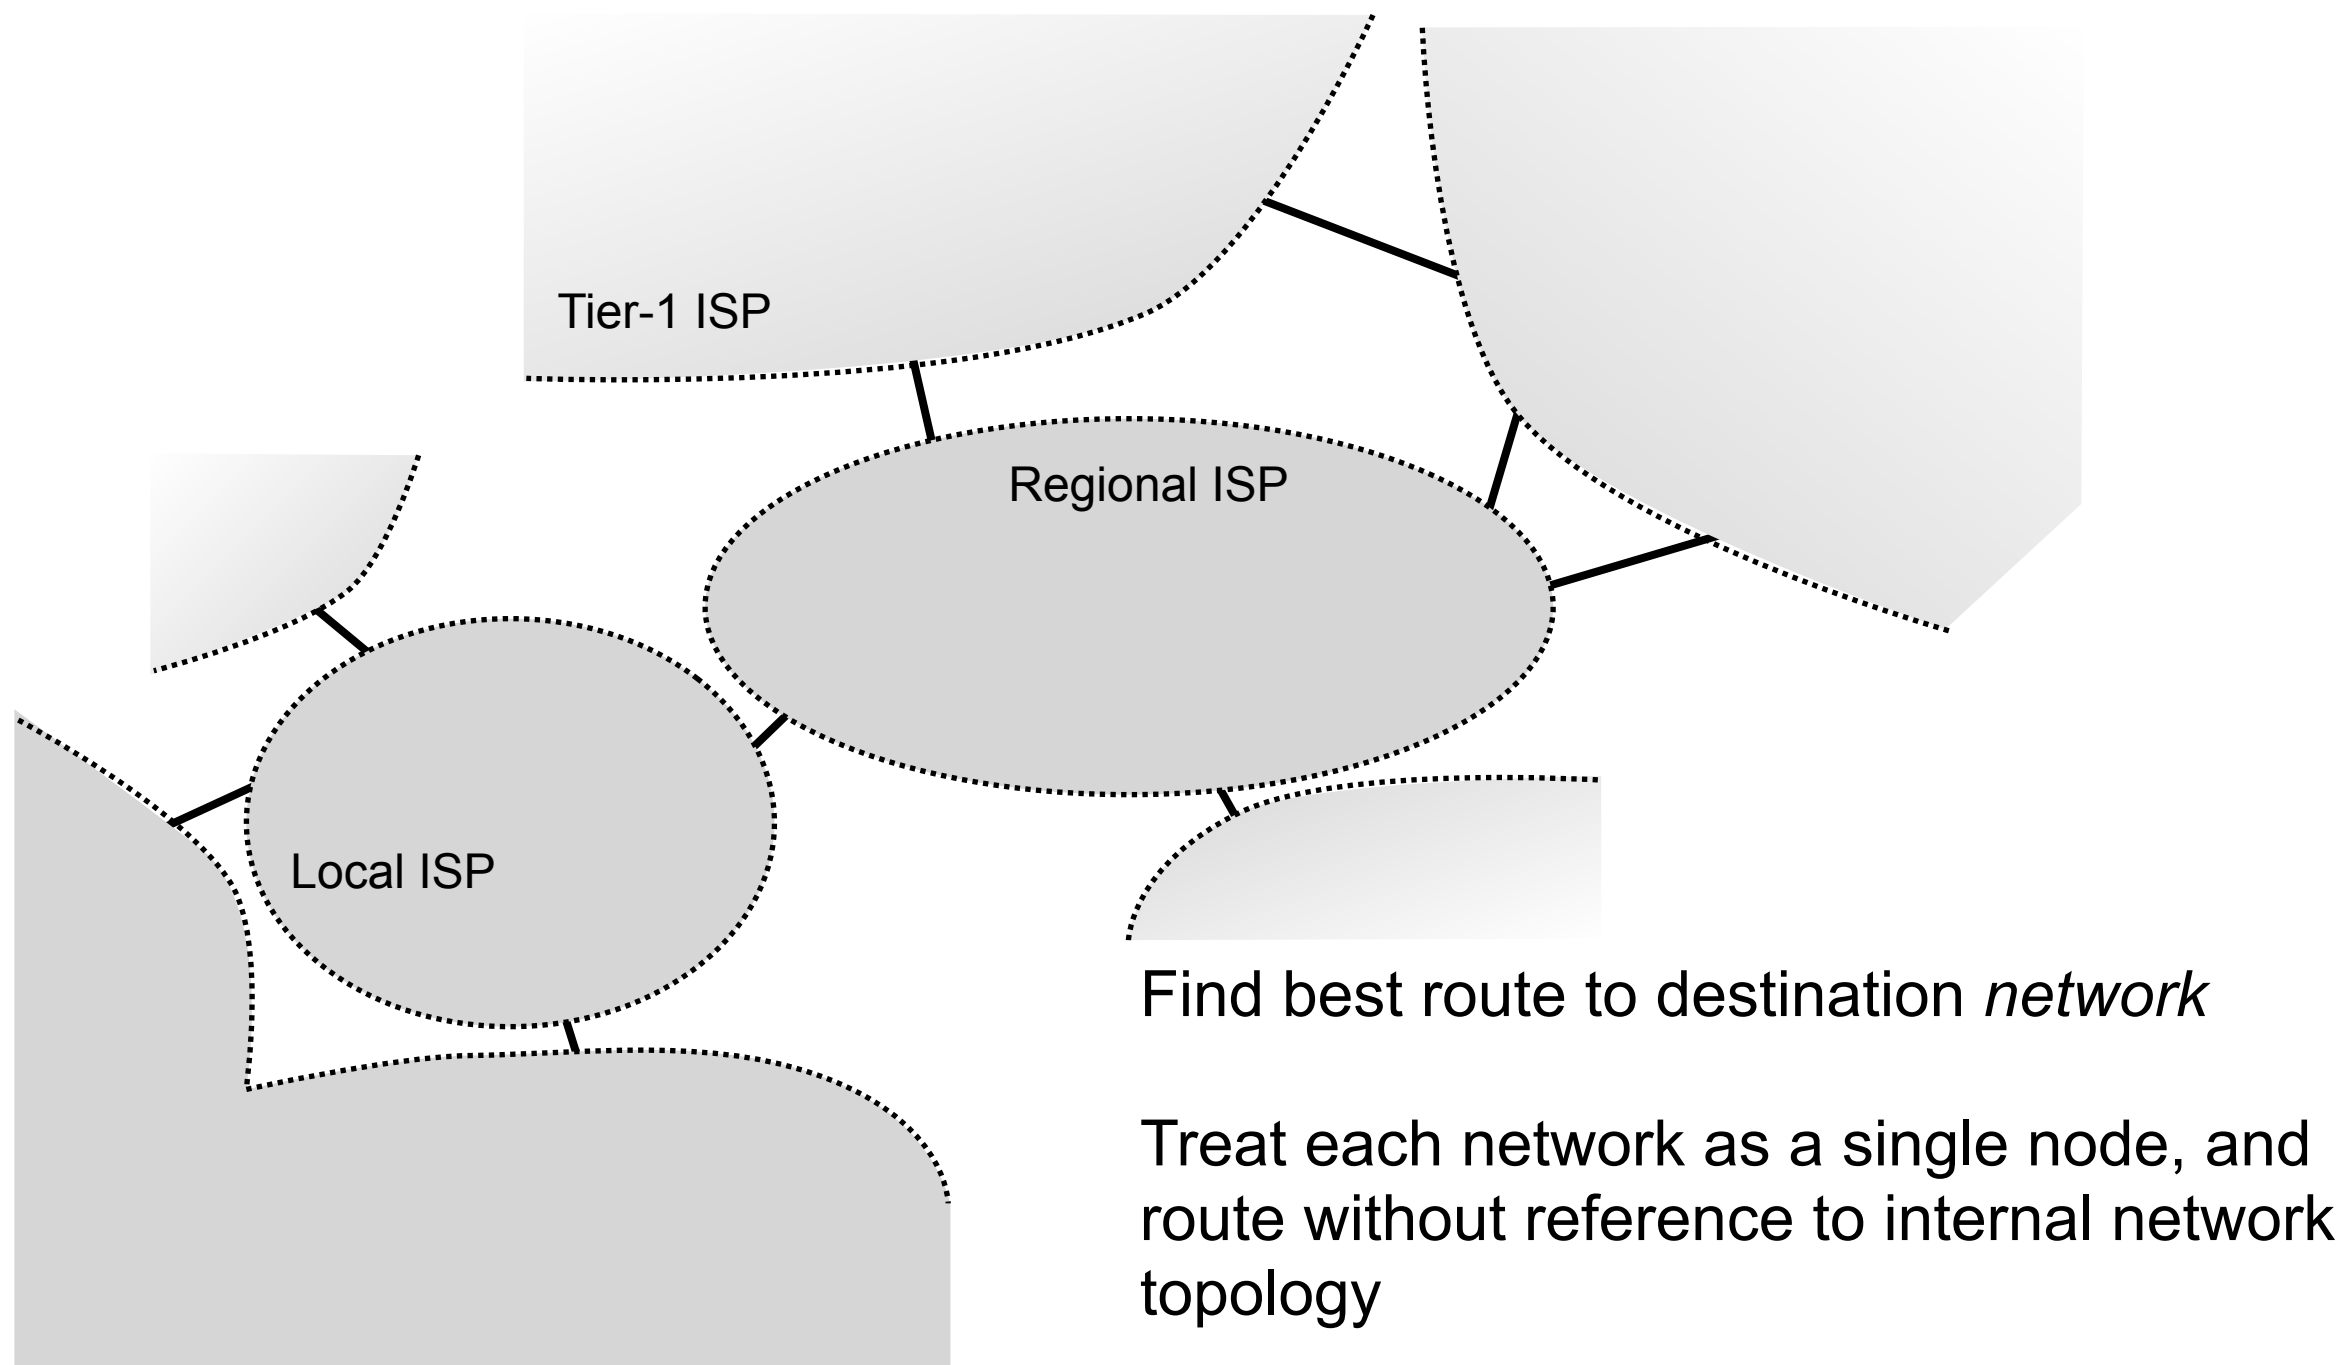 Tier-1 ISP
Regional ISP
Local ISP
Find best route to destination network
Treat each network as a single node, and
route without reference to internal network
topology